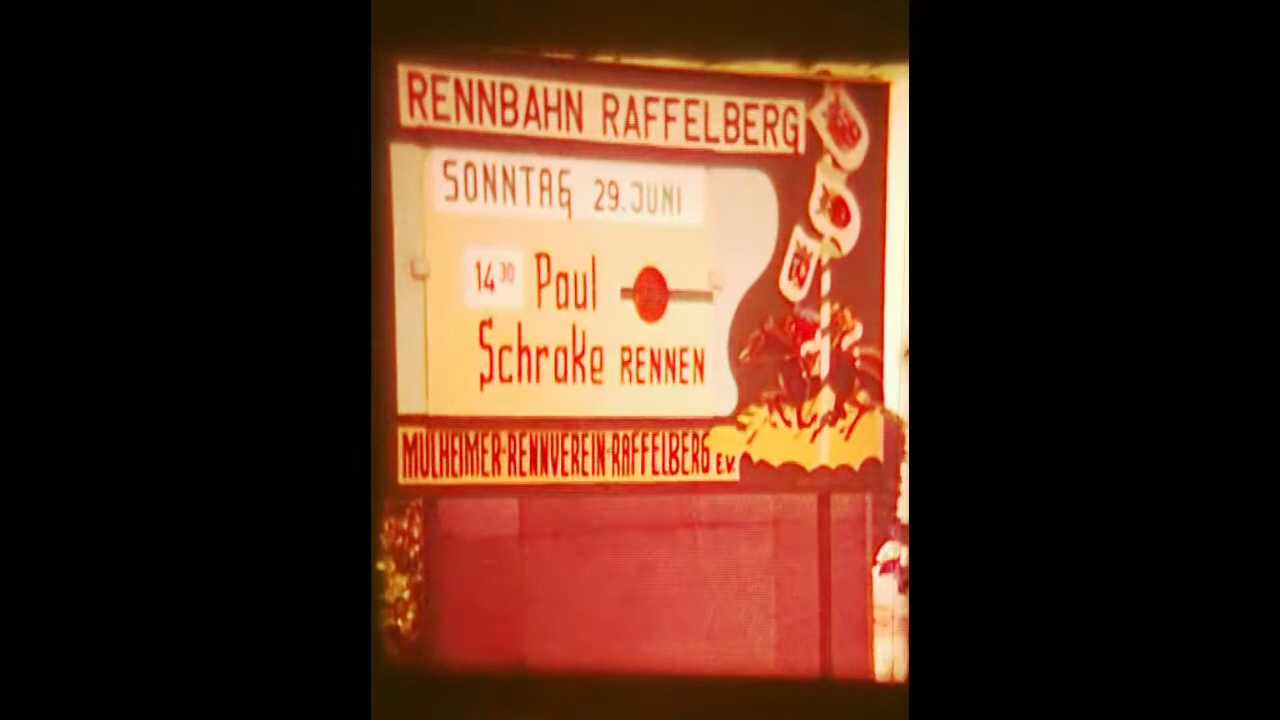 RENNBAHN RAFFELBERG
SONNTAG 29. JUNI
14 30 Paul
Schrake RENNEN
MULHEIMER-RENNVEREIN-RAFFELBERG E.V.